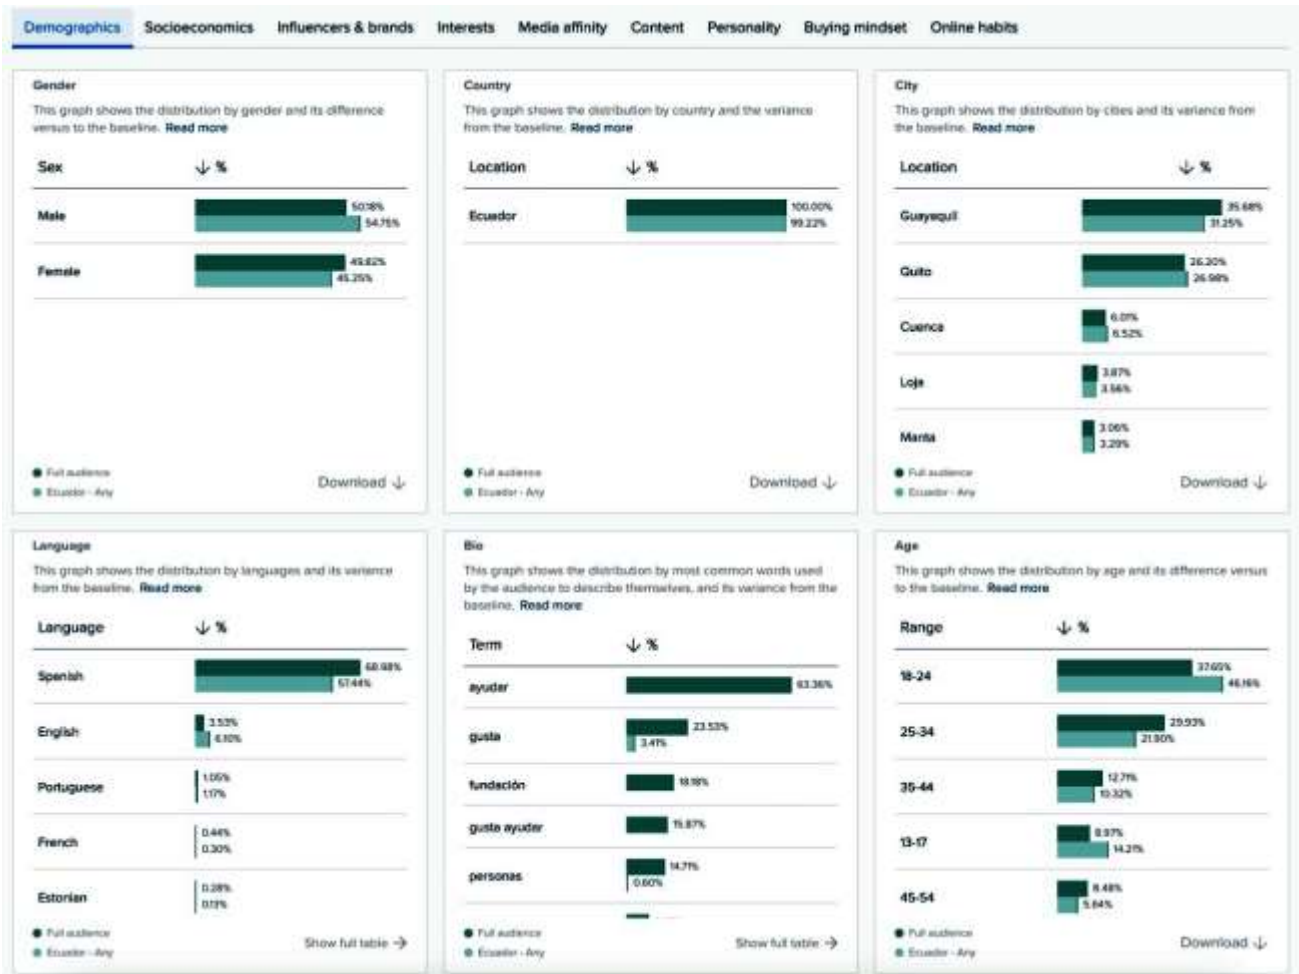 Demographics Socioeconomics Influencers & brands Interests Media affinity Content Personality Buying mindset Online habits
Gender
This graph shows the distribution by gender and its difference
versus to the baseline. Read more
Sex ↓ %
Male 50.18%
54.75%
Female 49.82%
45.25%
Full audience
Ecuador - Any
Download ↓
Country
This graph shows the distribution by country and the variance
from the baseline. Read more
Location ↓ %
Ecuador 100.00%
99.22%
Full audience
Ecuador - Any
Download ↓
City
This graph shows the distribution by cities and its variance from
the baseline. Read more
Location ↓ %
Guayaquil 35.68%
31.25%
Quito 26.20%
26.98%
Cuenca 6.01%
6.52%
Loja 3.87%
3.56%
Manta 3.06%
3.29%
Full audience
Ecuador - Any
Download ↓
Language
This graph shows the distribution by languages and its variance
from the baseline. Read more
Language ↓ %
Spanish 68.98%
57.44%
English 3.53%
6.10%
Portuguese 1.05%
1.17%
French 0.44%
0.30%
Estonian 0.28%
0.13%
Full audience
Ecuador - Any
Show full table →
Bio
This graph shows the distribution by most common words used
by the audience to describe themselves, and its variance from the
baseline. Read more
Term ↓ %
ayudar 63.36%
gusta 23.53%
3.41%
fundación 18.18%
gusta ayudar 15.87%
personas 14.71%
0.60%
Full audience
Ecuador - Any
Show full table →
Age
This graph shows the distribution by age and its difference versus
to the baseline. Read more
Range ↓ %
18-24 37.65%
46.16%
25-34 29.93%
21.90%
35-44 12.71%
10.32%
13-17 8.97%
14.21%
45-54 8.48%
5.84%
Full audience
Ecuador - Any
Download ↓